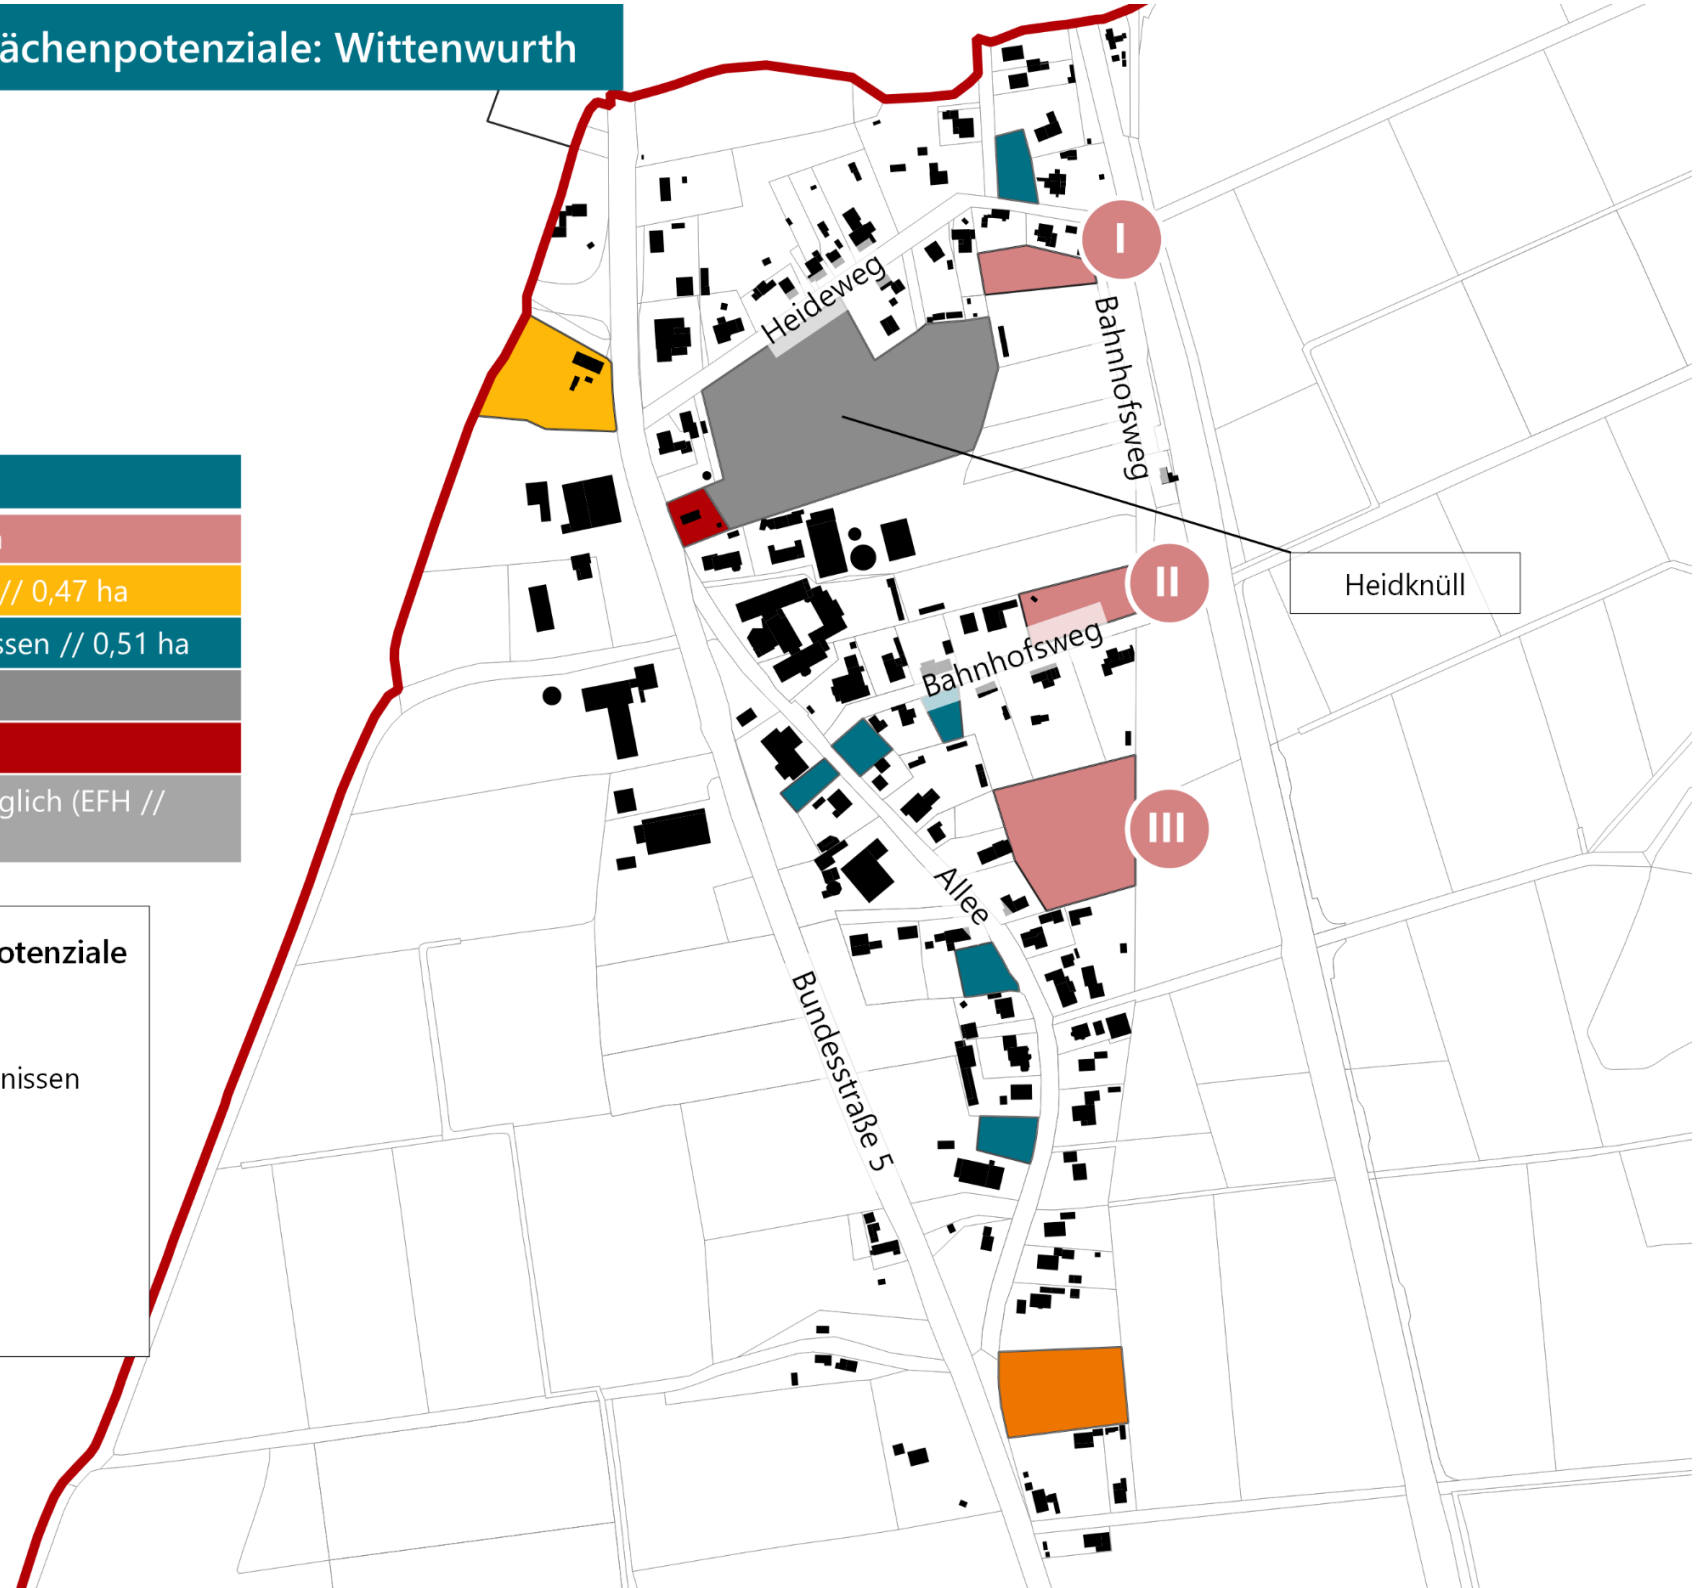 ächenpotenziale: Wittenwurth
I
Heideweg
Bahnhofsweg
// 0,47 ha
ssen // 0,51 ha
glich (EFH //
II
Heidknüll
Bahnhofsweg
III
Allee
otenziale
Bundesstraße 5
nissen